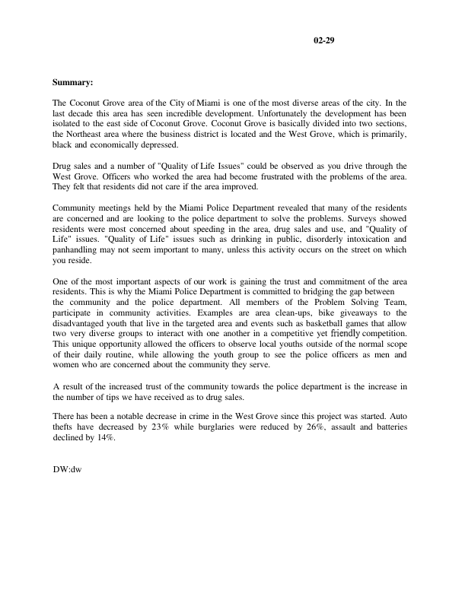 02-29
Summary:
The Coconut Grove area of the City of Miami is one of the most diverse areas of the city. In the
last decade this area has seen incredible development. Unfortunately the development has been
isolated to the east side of Coconut Grove. Coconut Grove is basically divided into two sections,
the Northeast area where the business district is located and the West Grove, which is primarily,
black and economically depressed.
Drug sales and a number of "Quality of Life Issues" could be observed as you drive through the
West Grove. Officers who worked the area had become frustrated with the problems of the area.
They felt that residents did not care if the area improved.
Community meetings held by the Miami Police Department revealed that many of the residents
are concerned and are looking to the police department to solve the problems. Surveys showed
residents were most concerned about speeding in the area, drug sales and use, and "Quality of
Life" issues. "Quality of Life" issues such as drinking in public, disorderly intoxication and
panhandling may not seem important to many, unless this activity occurs on the street on which
you reside.
One of the most important aspects of our work is gaining the trust and commitment of the area
residents. This is why the Miami Police Department is committed to bridging the gap between
the community and the police department. All members of the Problem Solving Team,
participate in community activities. Examples are area clean-ups, bike giveaways to the
disadvantaged youth that live in the targeted area and events such as basketball games that allow
two very diverse groups to interact with one another in a competitive yet friendly competition.
This unique opportunity allowed the officers to observe local youths outside of the normal scope
of their daily routine, while allowing the youth group to see the police officers as men and
women who are concerned about the community they serve.
A result of the increased trust of the community towards the police department is the increase in
the number of tips we have received as to drug sales.
There has been a notable decrease in crime in the West Grove since this project was started. Auto
thefts have decreased by 23% while burglaries were reduced by 26%, assault and batteries
declined by 14%.
DW:dw